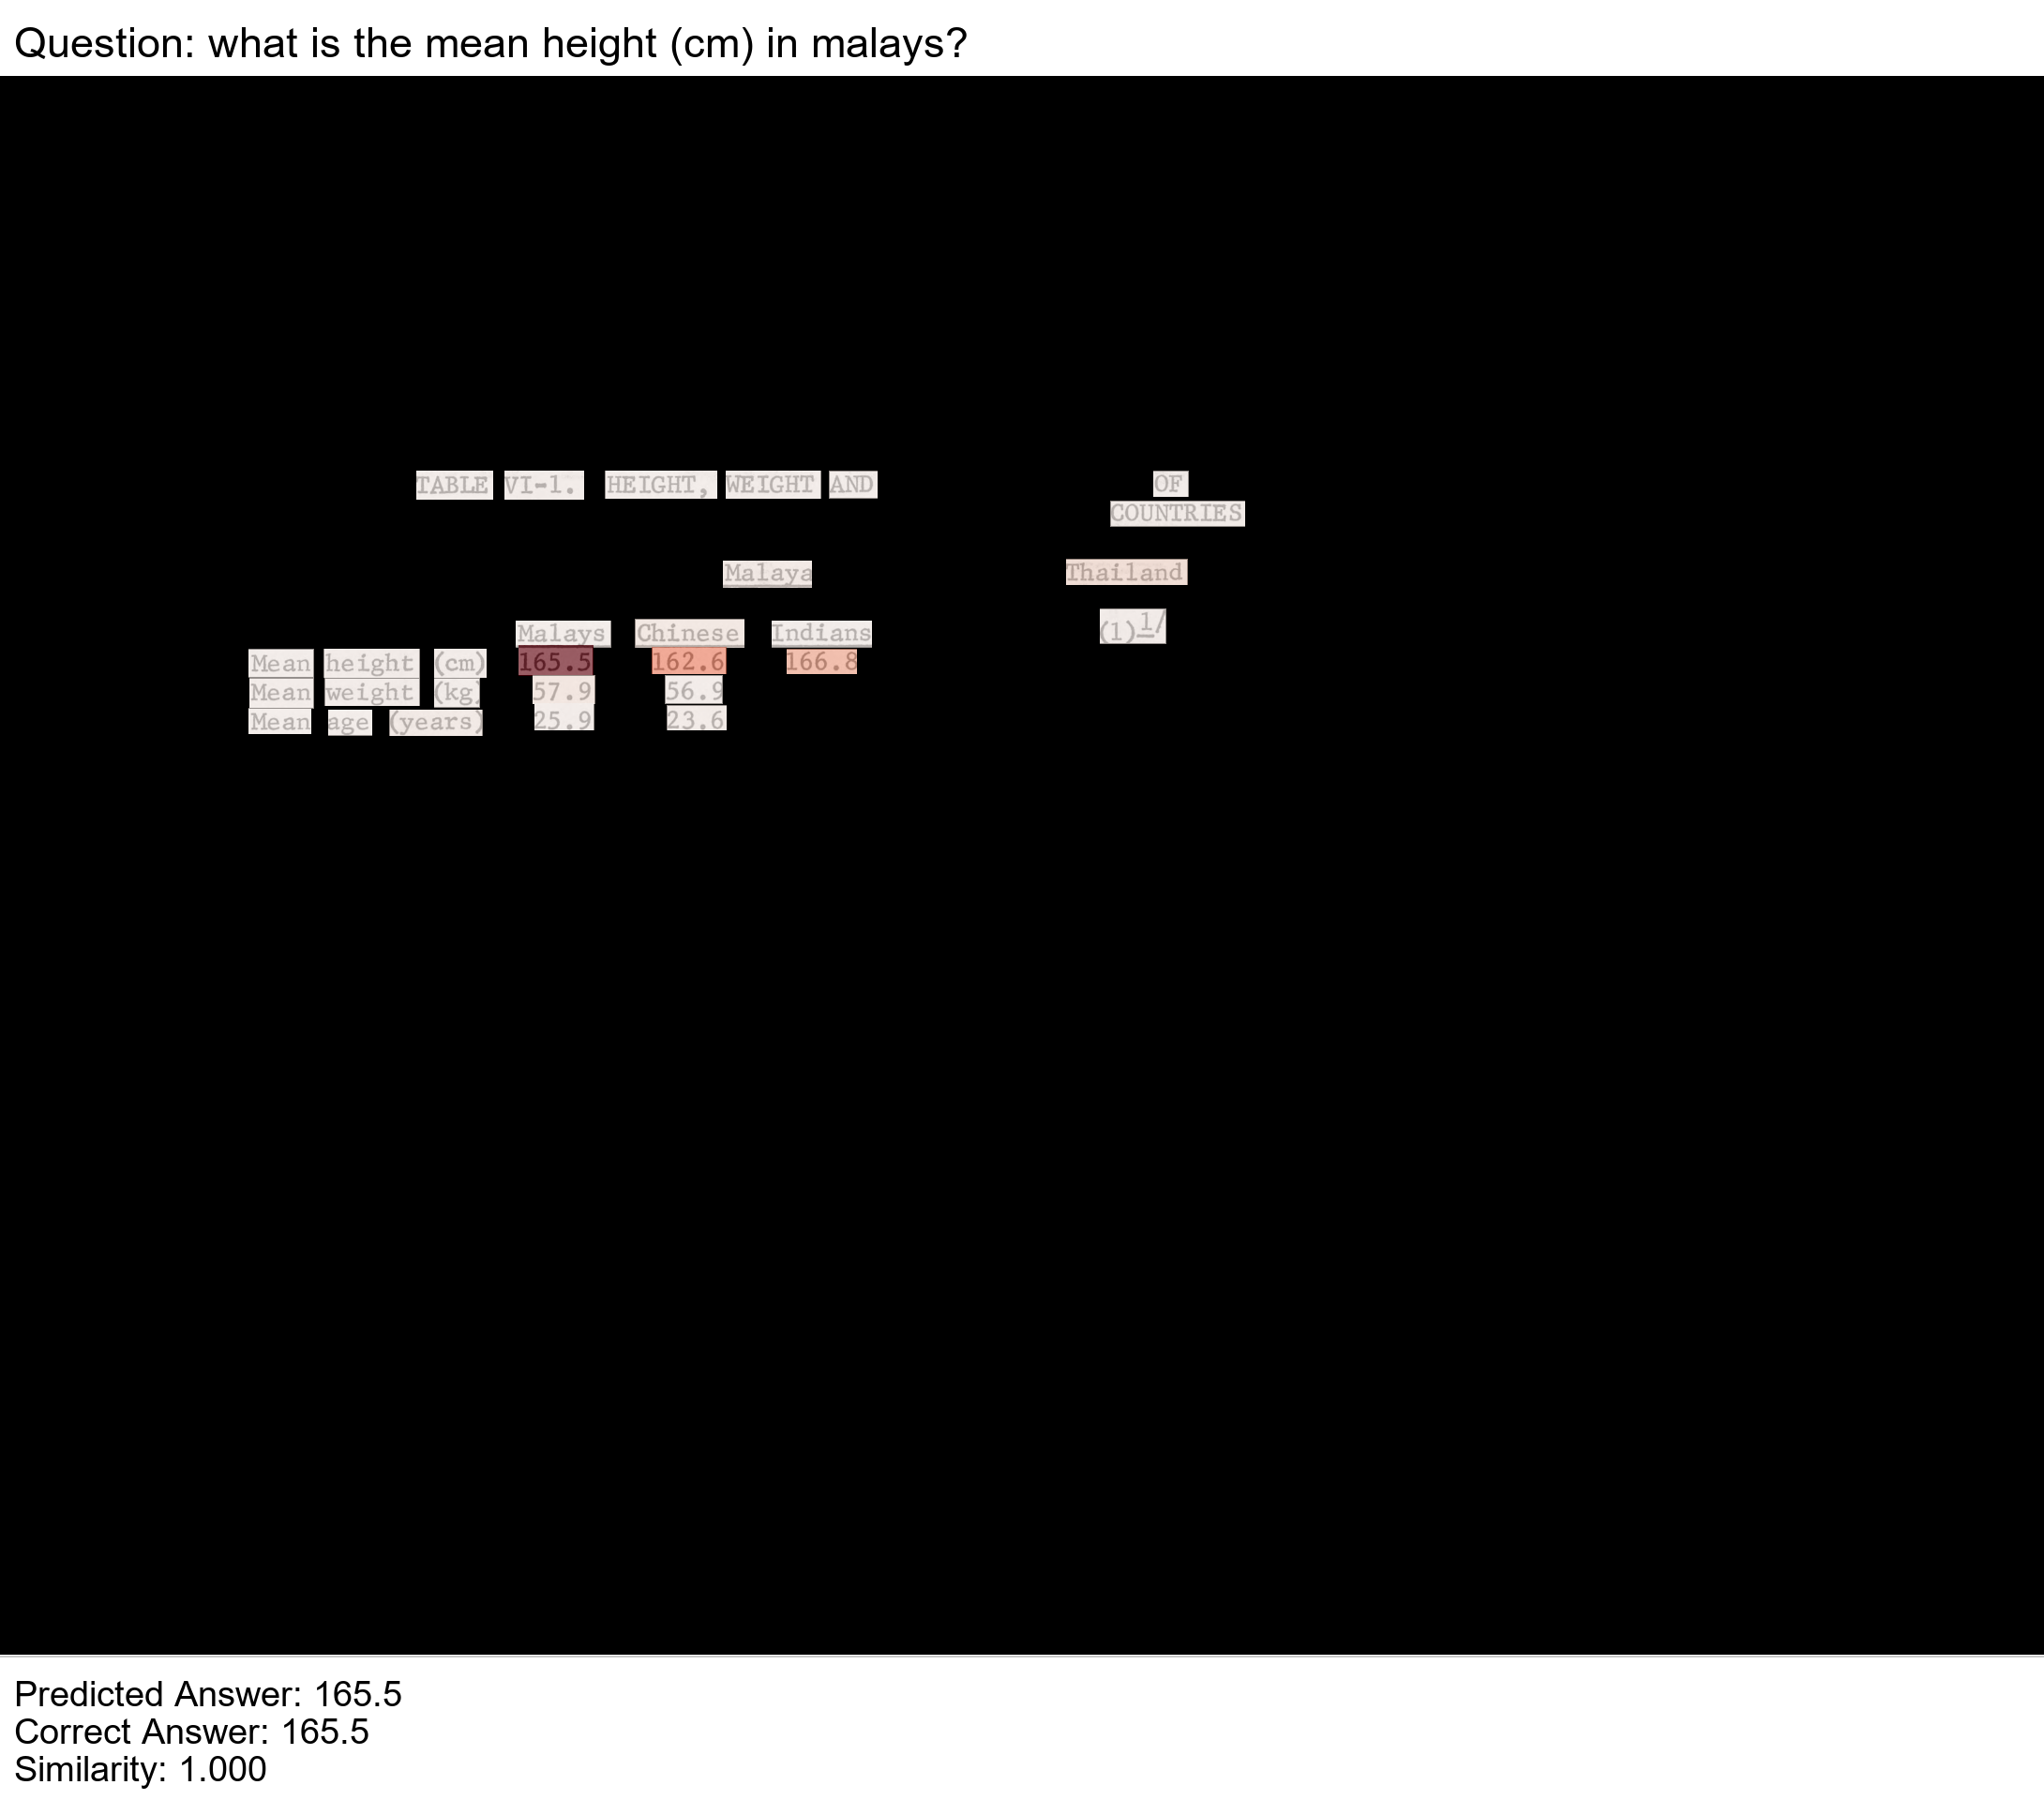 Question: what is the mean height (cm) in malays?
TABLE VI-1. HEIGHT, WEIGHT AND OF
COUNTRIES
Malaya Thailand
(1)1/
Malays Chinese Indians
Mean height (cm) 165.5 162.6 166.8
Mean weight (kg) 57.9 56.9
Mean age (years) 25.9 23.6
Predicted Answer: 165.5
Correct Answer: 165.5
Similarity: 1.000